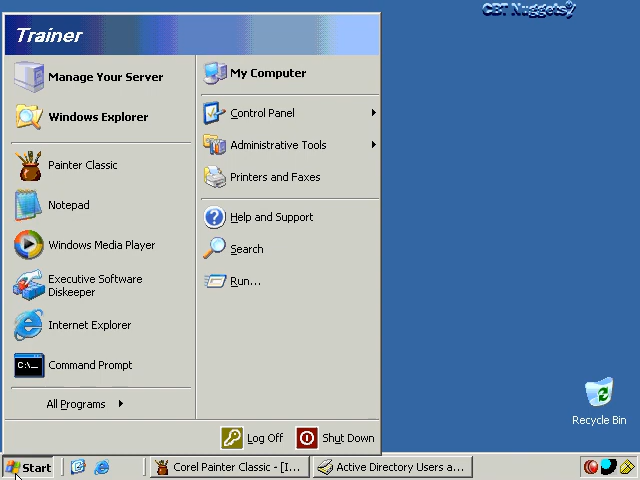 CBT Nuggets
Trainer
Manage Your Server
Windows Explorer
Painter Classic
Notepad
Windows Media Player
Executive Software
Diskeeper
Internet Explorer
C:\_
Command Prompt
All Programs
My Computer
Control Panel
Administrative Tools
Printers and Faxes
Help and Support
Search
Run...
Log Off
Shut Down
Recycle Bin
Start
Corel Painter Classic - [I...
Active Directory Users a...